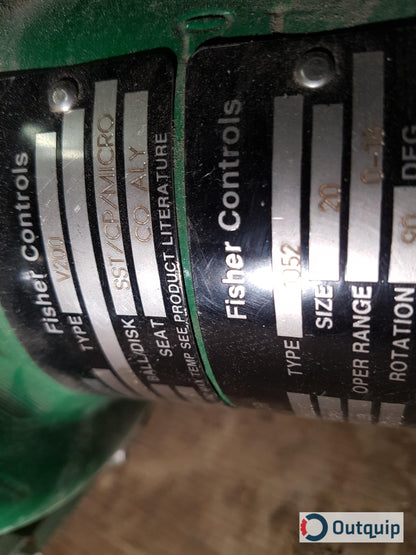 Fisher Controls
V200
TYPE
SST/CP/MICRO
BALL/DISK
CO ALY
SEAT
TEMP SEE PRODUCT LITERATURE
Fisher Controls
TYPE
SIZE 20
OPER RANGE
ROTATION
DEG
Outquip